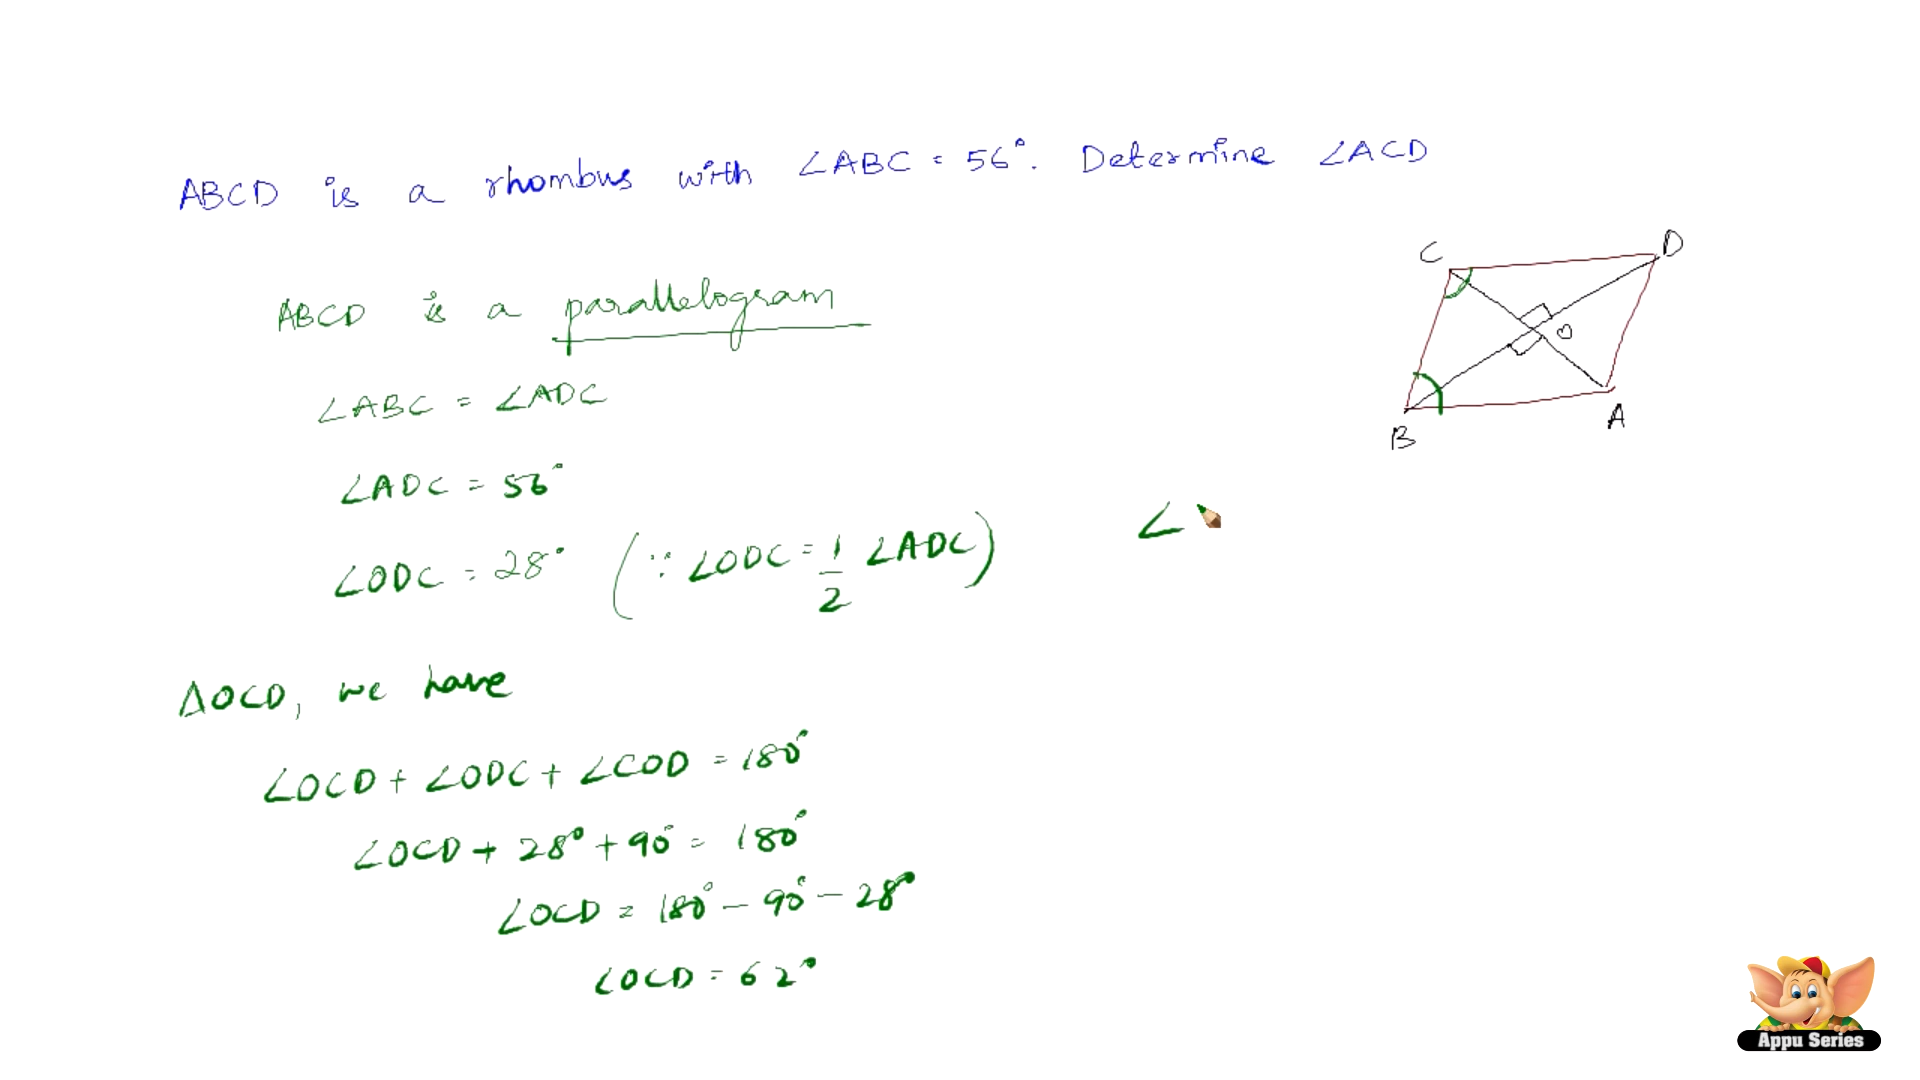 ABCD is a rhombus with ∠ABC = 56°. Determine ∠ACD
ABCD is a parallelogram
∠ABC = ∠ADC
∠ADC = 56°
∠ODC = 28° (∵ ∠ODC = 1/2 ∠ADC)
∠
ΔOCD, we have
∠OCD + ∠ODC + ∠COD = 180°
∠OCD + 28° + 90° = 180°
∠OCD = 180° – 90° – 28°
∠OCD = 62°
C
D
O
B
A
Appu Series